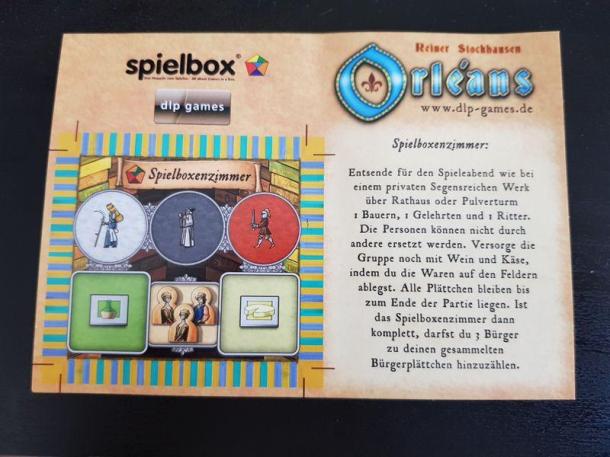 spielbox®
dlp games
Spielboxenzimmer
Reiner Stockhausen
Orléans
www.dlp-games.de
Spielboxenzimmer:
Entsende für den Spieleabend wie bei
einem privaten Segensreichen Werk
über Rathaus oder Pulverturm
1 Bauern, 1 Gelehrten und 1 Ritter.
Die Personen können nicht durch
andere ersetzt werden. Versorge die
Gruppe noch mit Wein und Käse,
indem du die Waren auf den Feldern
ablegst. Alle Plättchen bleiben bis
zum Ende der Partie liegen. Ist
das Spielboxenzimmer dann
komplett, darfst du 3 Bürger
zu deinen gesammelten
Bürgerplättchen hinzuzählen.